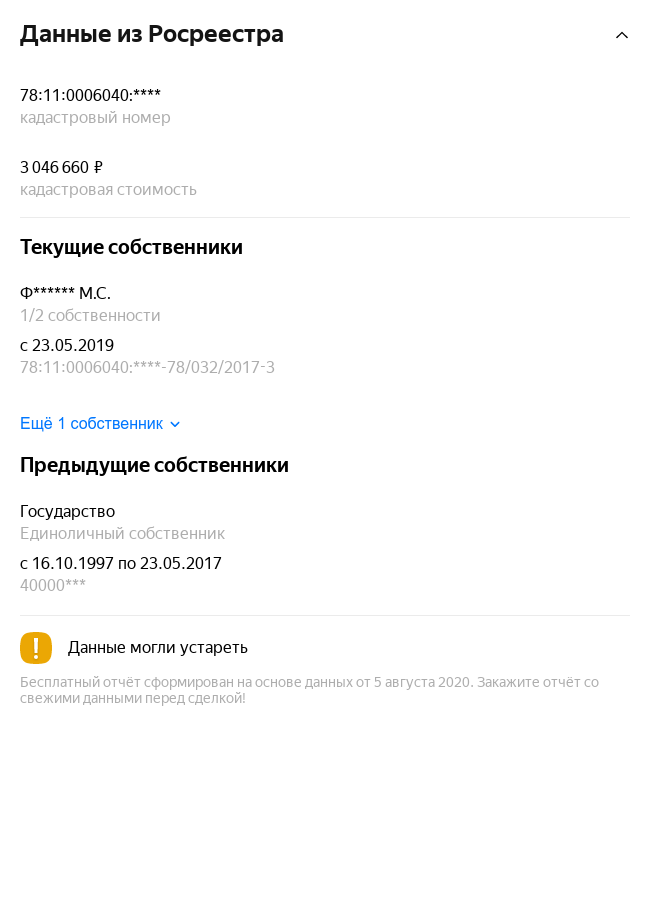 Данные из Росреестра
78:11:0006040:****
кадастровый номер
3 046 660 ₽
кадастровая стоимость
Текущие собственники
Ф****** М.С.
1/2 собственности
с 23.05.2019
78:11:0006040:****-78/032/2017-3
Ещё 1 собственник
Предыдущие собственники
Государство
Единоличный собственник
с 16.10.1997 по 23.05.2017
40000***
Данные могли устареть
Бесплатный отчёт сформирован на основе данных от 5 августа 2020. Закажите отчёт со
свежими данными перед сделкой!